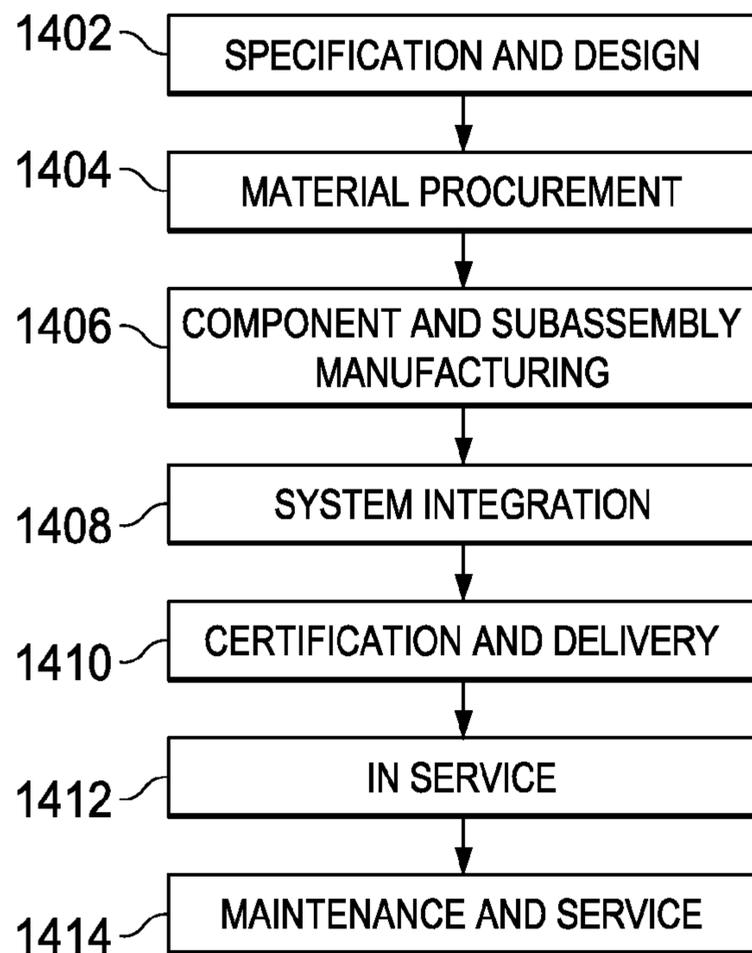 1402 SPECIFICATION AND DESIGN
1404 MATERIAL PROCUREMENT
1406 COMPONENT AND SUBASSEMBLY
MANUFACTURING
1408 SYSTEM INTEGRATION
1410 CERTIFICATION AND DELIVERY
1412 IN SERVICE
1414 MAINTENANCE AND SERVICE